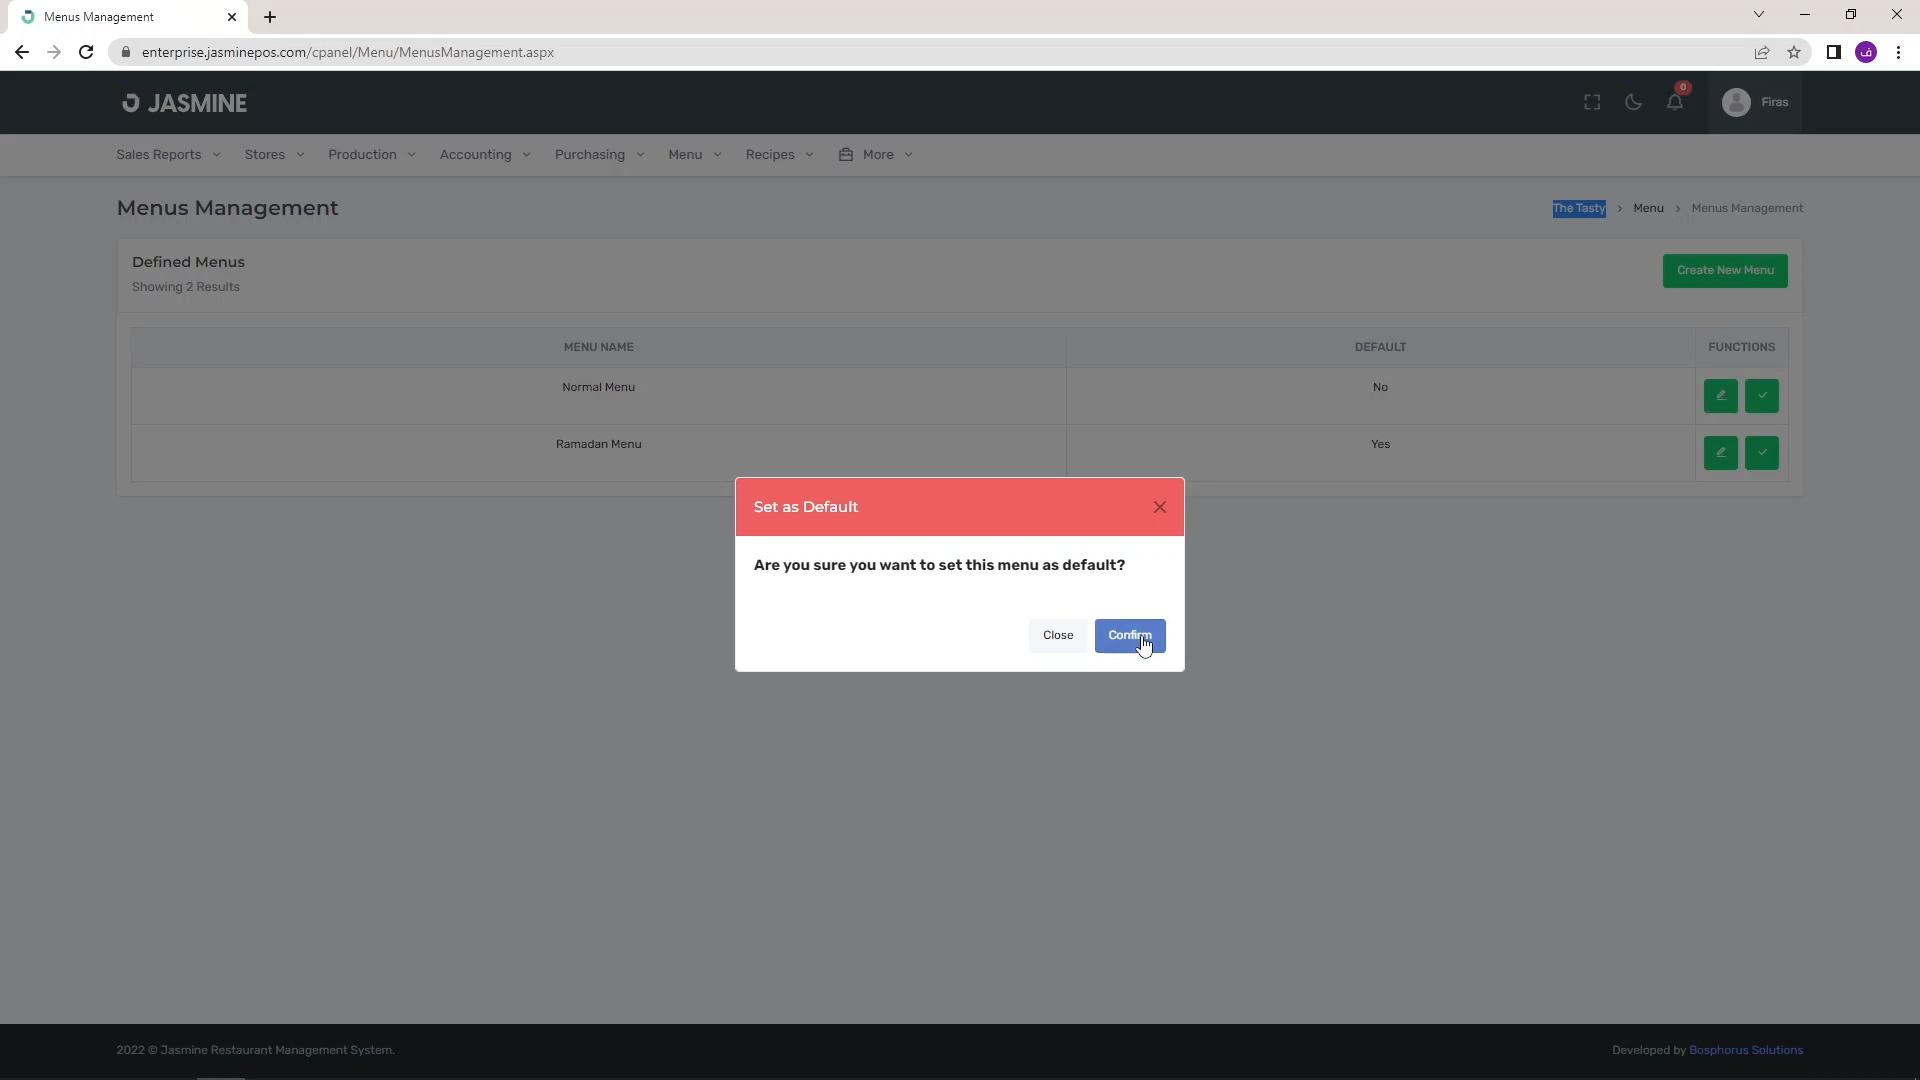 Menus Management
enterprise.jasminepos.com/cpanel/Menu/MenusManagement.aspx
ف
JASMINE
0
Firas
Sales Reports Stores Production Accounting Purchasing Menu Recipes More
Menus Management
The Tasty > Menu > Menus Management
Defined Menus
Showing 2 Results
Create New Menu
MENU NAME DEFAULT FUNCTIONS
Normal Menu No
Ramadan Menu Yes
Set as Default
Are you sure you want to set this menu as default?
Close Confirm
2022 © Jasmine Restaurant Management System.
Developed by Bosphorus Solutions